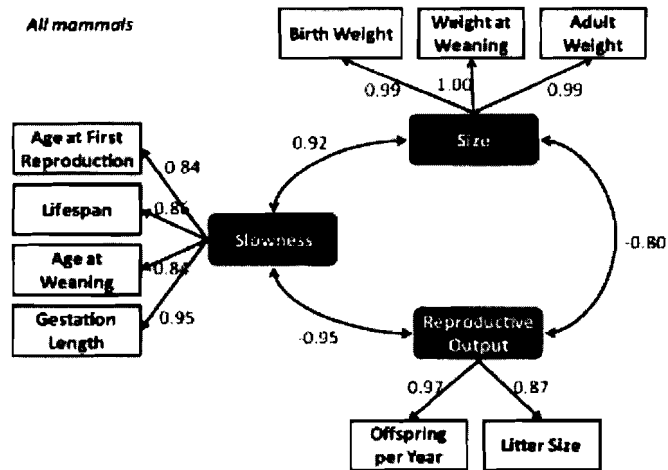 All mammals
Birth Weight
Weight at
Weaning
Adult
Weight
0.99
1.00
0.99
Size
Age at First
Reproduction
Lifespan
Age at
Weaning
Gestation
Length
0.84
0.86
0.84
0.95
Slowness
0.92
-0.80
-0.95
Reproductive
Output
0.97
0.87
Offspring
per Year
Litter Size